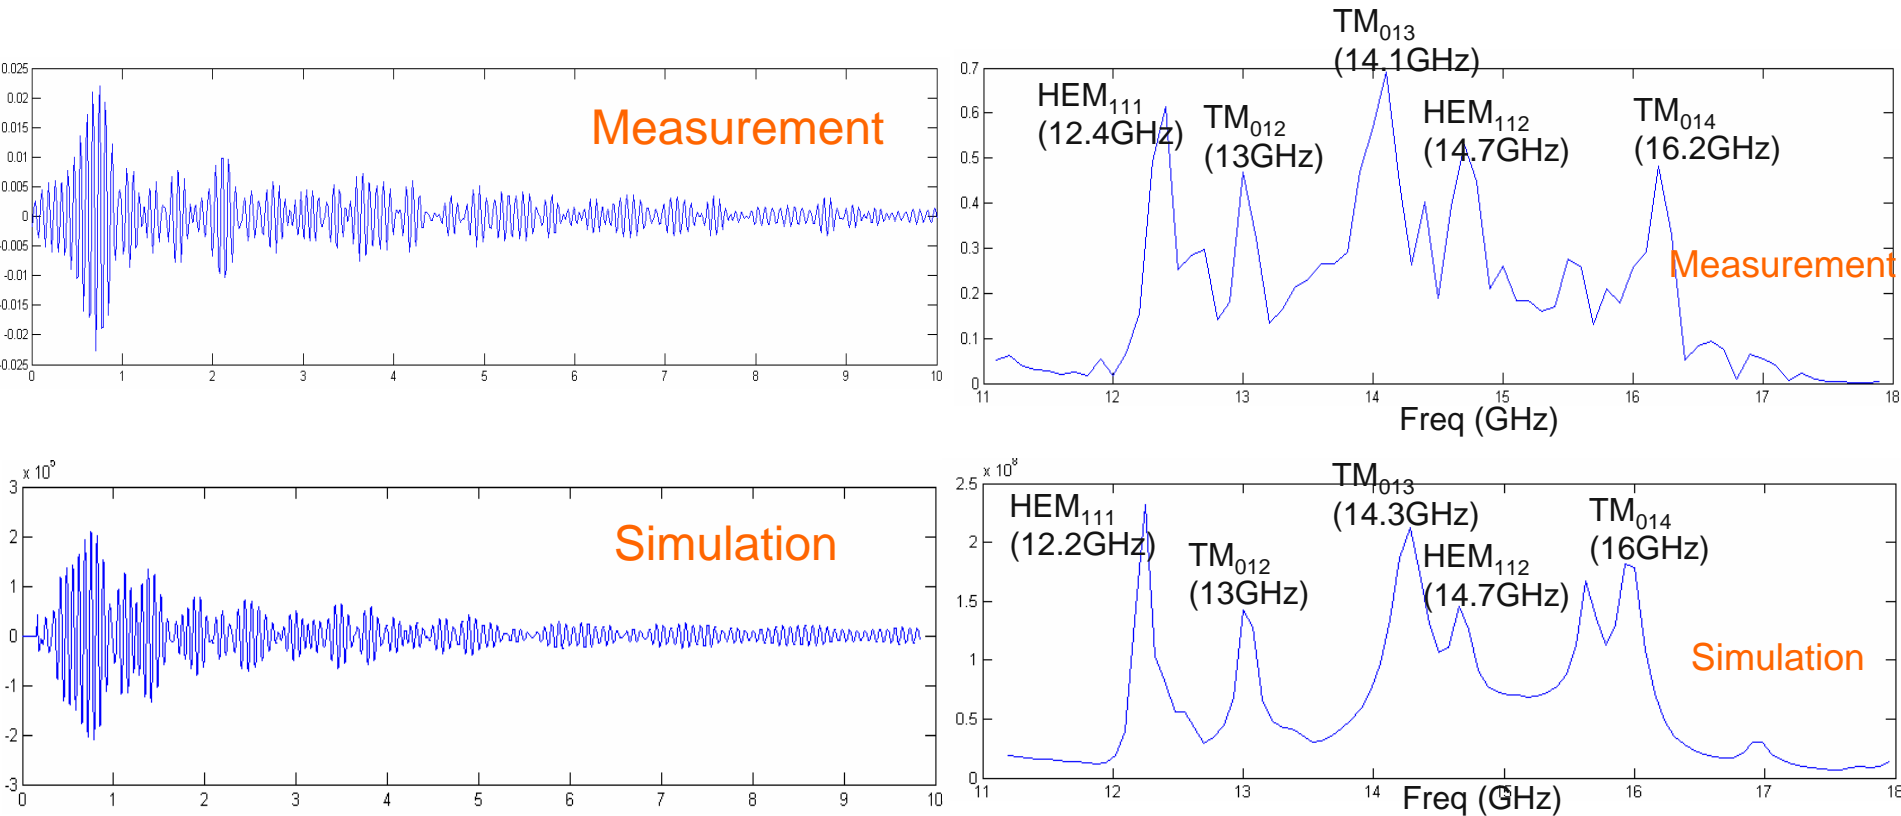 0.025
0.02
0.015
0.01
0.005
0
-0.005
-0.01
-0.015
-0.02
-0.025
0 1 2 3 4 5 6 7 8 9 10
Measurement
TM013
(14.1GHz)
HEM111
(12.4GHz)
TM012
(13GHz)
HEM112
(14.7GHz)
TM014
(16.2GHz)
Measurement
0.7
0.6
0.5
0.4
0.3
0.2
0.1
0
11 12 13 14 15 16 17 18
Freq (GHz)
x 10^5
3
2
1
0
-1
-2
-3
0 1 2 3 4 5 6 7 8 9 10
Simulation
x 10^8
TM013
(14.3GHz)
HEM111
(12.2GHz)
TM012
(13GHz)
HEM112
(14.7GHz)
TM014
(16GHz)
Simulation
2.5
2
1.5
1
0.5
0
11 12 13 14 15 16 17 18
Freq (GHz)